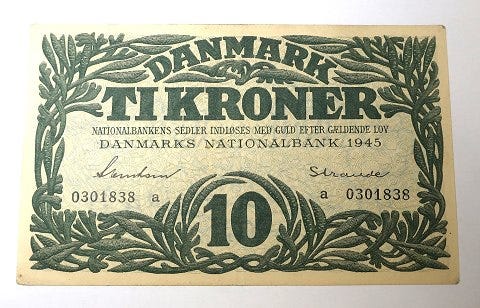 DANMARK
TI KRONER
NATIONALBANKENS SEDLER INDLØSES MED GULD EFTER GÆLDENDE LOV
DANMARKS NATIONALBANK 1945
0301838 a a 0301838
10